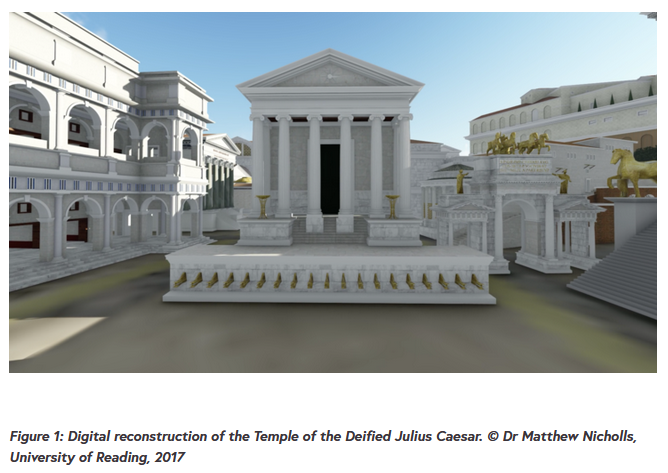 Figure 1: Digital reconstruction of the Temple of the Deified Julius Caesar. © Dr Matthew Nicholls,
University of Reading, 2017